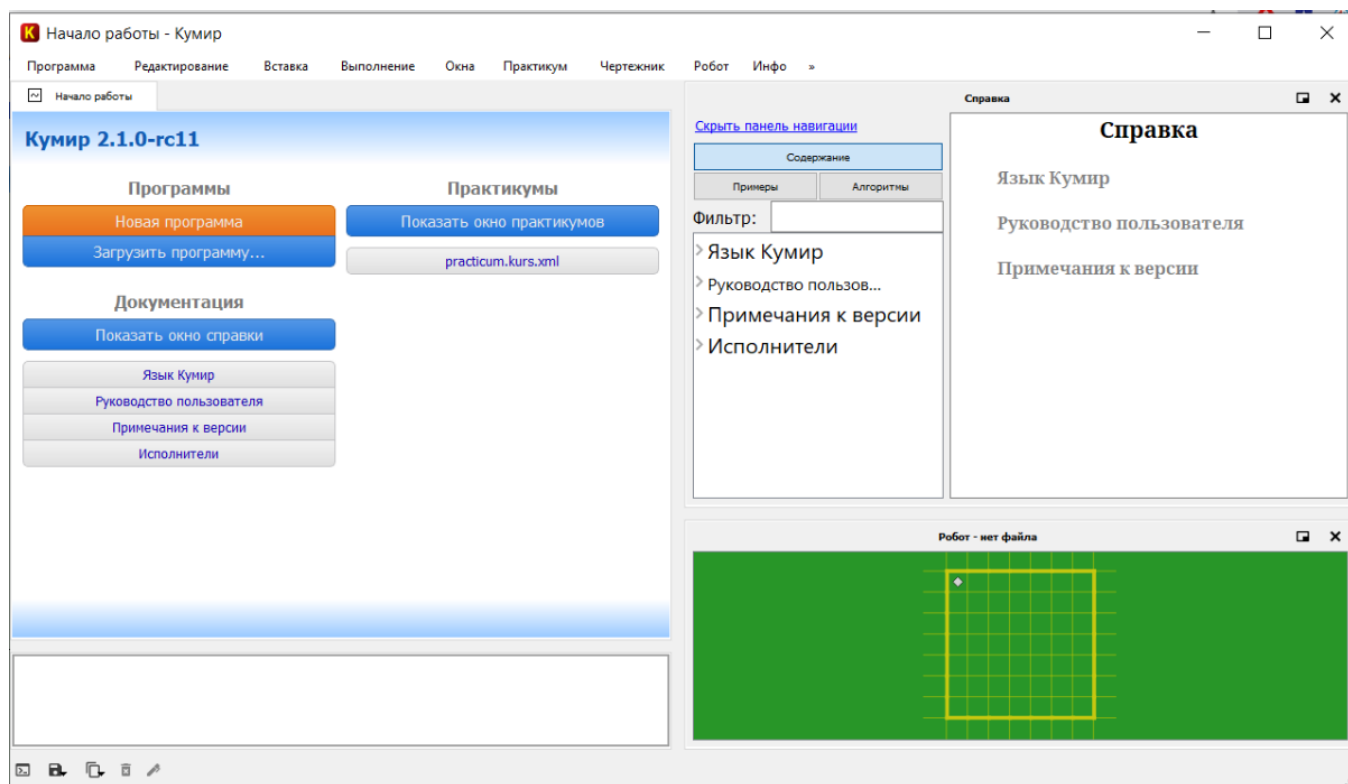 Начало работы - Кумир
Программа Редактирование Вставка Выполнение Окна Практикум Чертежник Робот Инфо »
Начало работы
Кумир 2.1.0-rc11
Программы
Новая программа
Загрузить программу...
Документация
Показать окно справки
Язык Кумир
Руководство пользователя
Примечания к версии
Исполнители
Практикумы
Показать окно практикумов
practicum.kurs.xml
Справка
Скрыть панель навигации
Содержание
Примеры Алгоритмы
Фильтр:
Язык Кумир
Руководство пользов...
Примечания к версии
Исполнители
Справка
Язык Кумир
Руководство пользователя
Примечания к версии
Робот - нет файла